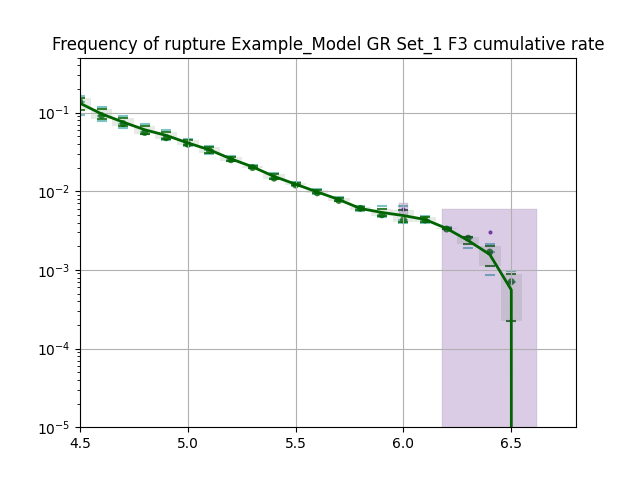 Frequency of rupture Example_Model GR Set_1 F3 cumulative rate
10⁻¹
10⁻²
10⁻³
10⁻⁴
10⁻⁵
4.5 5.0 5.5 6.0 6.5